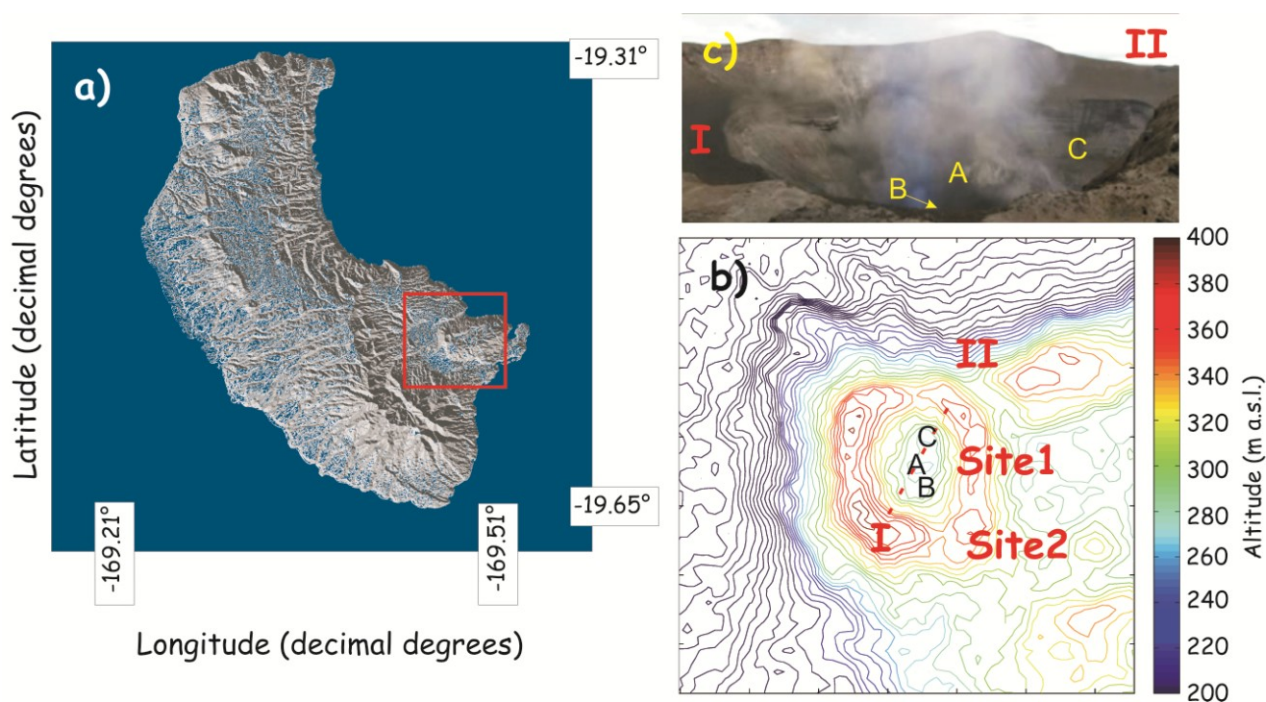 a)
-19.31°
-19.65°
Latitude (decimal degrees)
-169.21°
-169.51°
Longitude (decimal degrees)
c)
II
I
C
A
B
b)
II
C
A
B
Site1
I
Site2
400
380
360
340
320
300
280
260
240
220
200
Altitude (m a.s.l.)